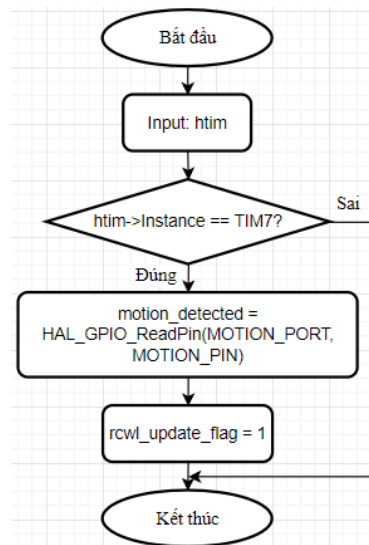 Bắt đầu
Input: htim
htim->Instance == TIM7?
Sai
Đúng
motion_detected =
HAL_GPIO_ReadPin(MOTION_PORT,
MOTION_PIN)
rcwl_update_flag = 1
Kết thúc